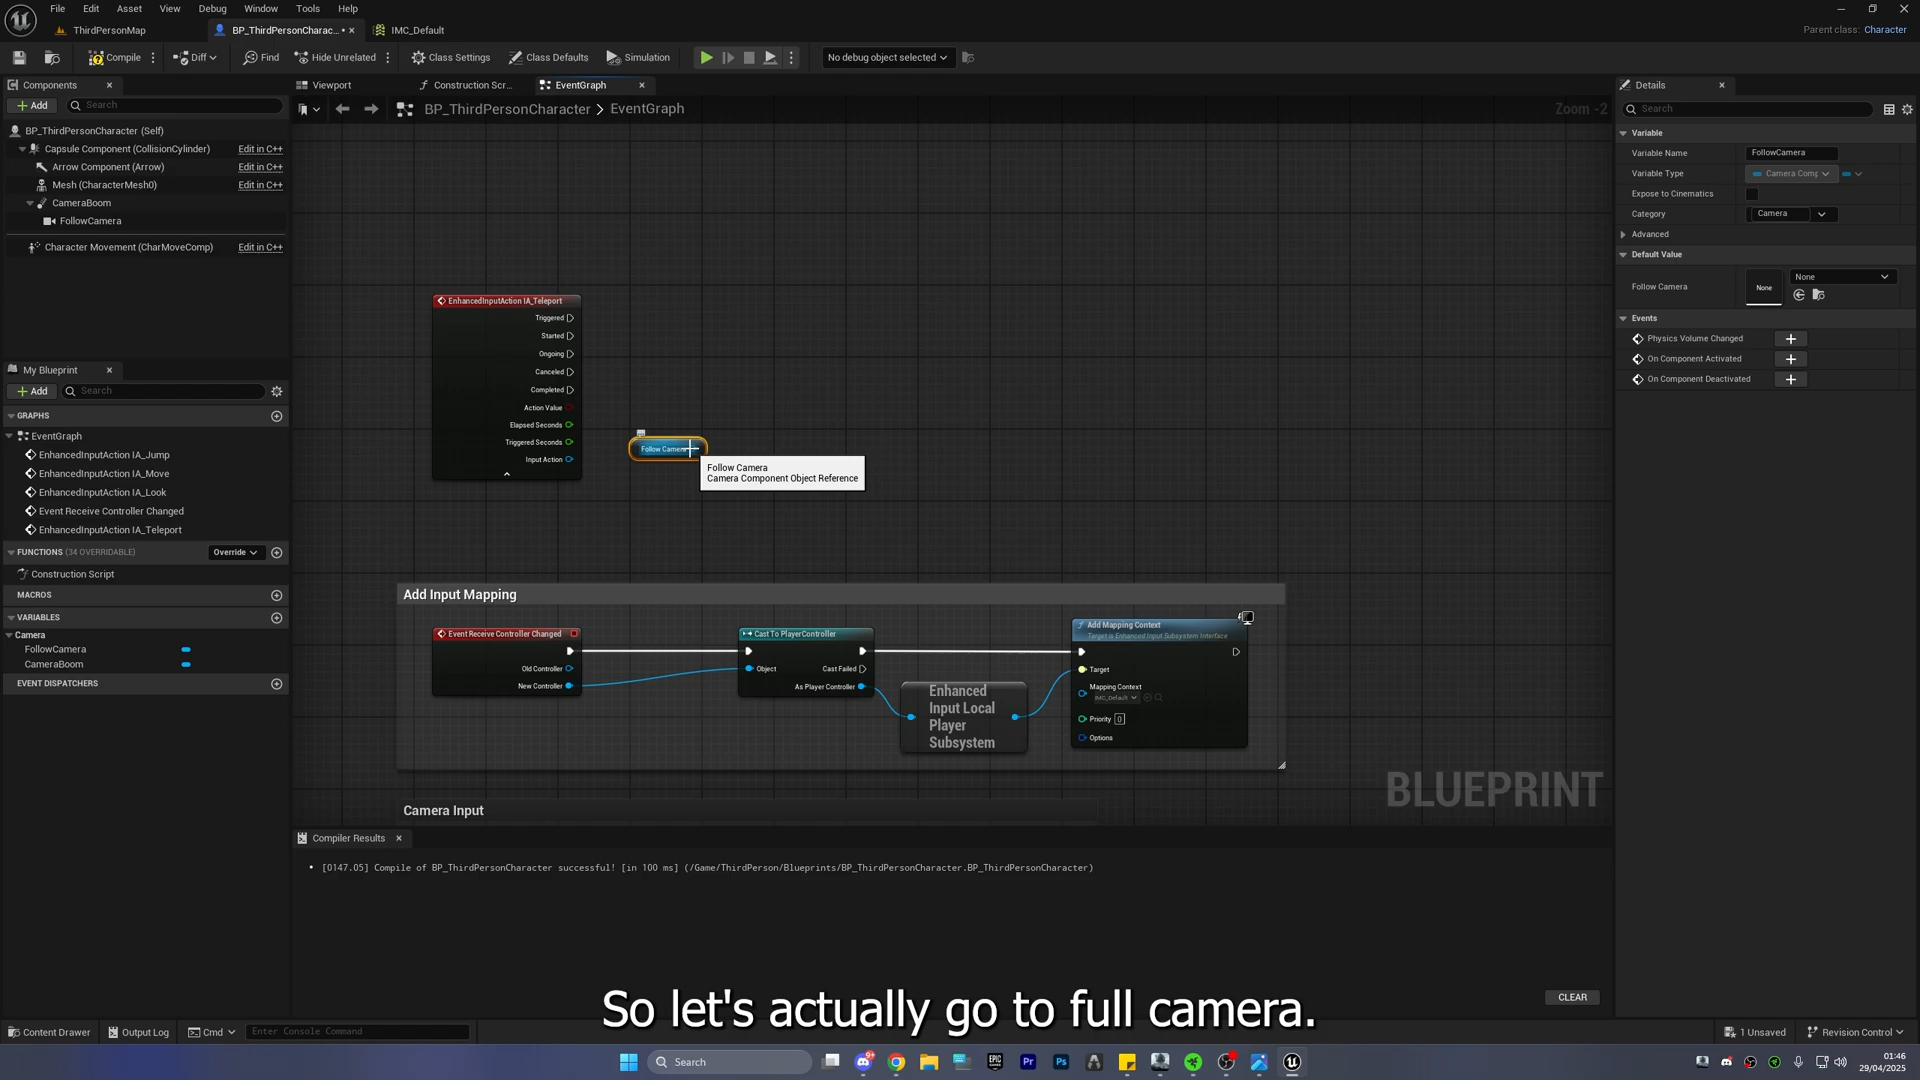 File Edit Asset View Debug Window Tools Help
ThirdPersonMap BP_ThirdPersonCharac... • IMC_Default
Parent class: Character
Compile Diff Find Hide Unrelated Class Settings Class Defaults Simulation No debug object selected
Components
Add Search
BP_ThirdPersonCharacter (Self)
Capsule Component (CollisionCylinder) Edit in C++
Arrow Component (Arrow) Edit in C++
Mesh (CharacterMesh0) Edit in C++
CameraBoom
FollowCamera
Character Movement (CharMoveComp) Edit in C++
My Blueprint
Add Search
GRAPHS
EventGraph
EnhancedInputAction IA_Jump
EnhancedInputAction IA_Move
EnhancedInputAction IA_Look
Event Receive Controller Changed
EnhancedInputAction IA_Teleport
FUNCTIONS (34 OVERRIDABLE) Override
Construction Script
MACROS
VARIABLES
Camera
FollowCamera
CameraBoom
EVENT DISPATCHERS
Viewport Construction Scr... EventGraph
BP_ThirdPersonCharacter > EventGraph Zoom -2
EnhancedInputAction IA_Teleport
Triggered
Started
Ongoing
Canceled
Completed
Action Value
Elapsed Seconds
Triggered Seconds
Input Action
Follow Camera
Follow Camera
Camera Component Object Reference
Add Input Mapping
Event Receive Controller Changed
Old Controller
New Controller
Cast To PlayerController
Object Cast Failed
As Player Controller
Enhanced
Input Local
Player
Subsystem
Add Mapping Context
Target is Enhanced Input Subsystem Interface
Target
Mapping Context
IMC_Default
Priority 0
Options
BLUEPRINT
Camera Input
Compiler Results
• [0147.05] Compile of BP_ThirdPersonCharacter successful! [in 100 ms] (/Game/ThirdPerson/Blueprints/BP_ThirdPersonCharacter.BP_ThirdPersonCharacter)
CLEAR
Details
Search
Variable
Variable Name FollowCamera
Variable Type Camera Comp
Expose to Cinematics
Category Camera
Advanced
Default Value
Follow Camera None None
Events
Physics Volume Changed
On Component Activated
On Component Deactivated
So let's actually go to full camera.
Content Drawer Output Log Cmd Enter Console Command 1 Unsaved Revision Control
Search
EPIC
Pr
Ps
01:46
29/04/2025